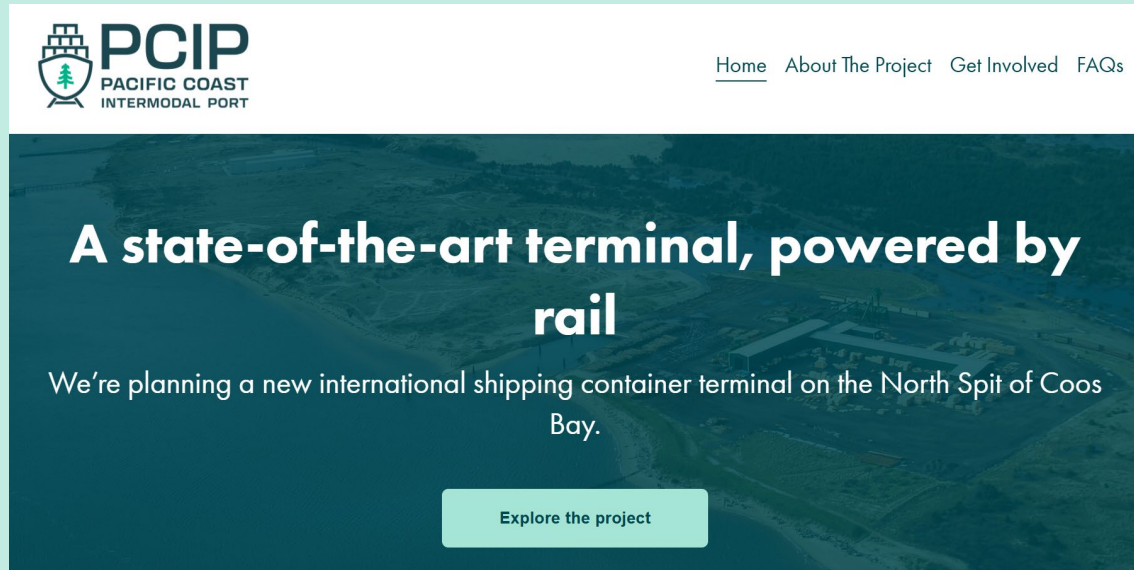 PCIP
PACIFIC COAST
INTERMODAL PORT
Home About The Project Get Involved FAQs
A state-of-the-art terminal, powered by
rail
We’re planning a new international shipping container terminal on the North Spit of Coos
Bay.
Explore the project